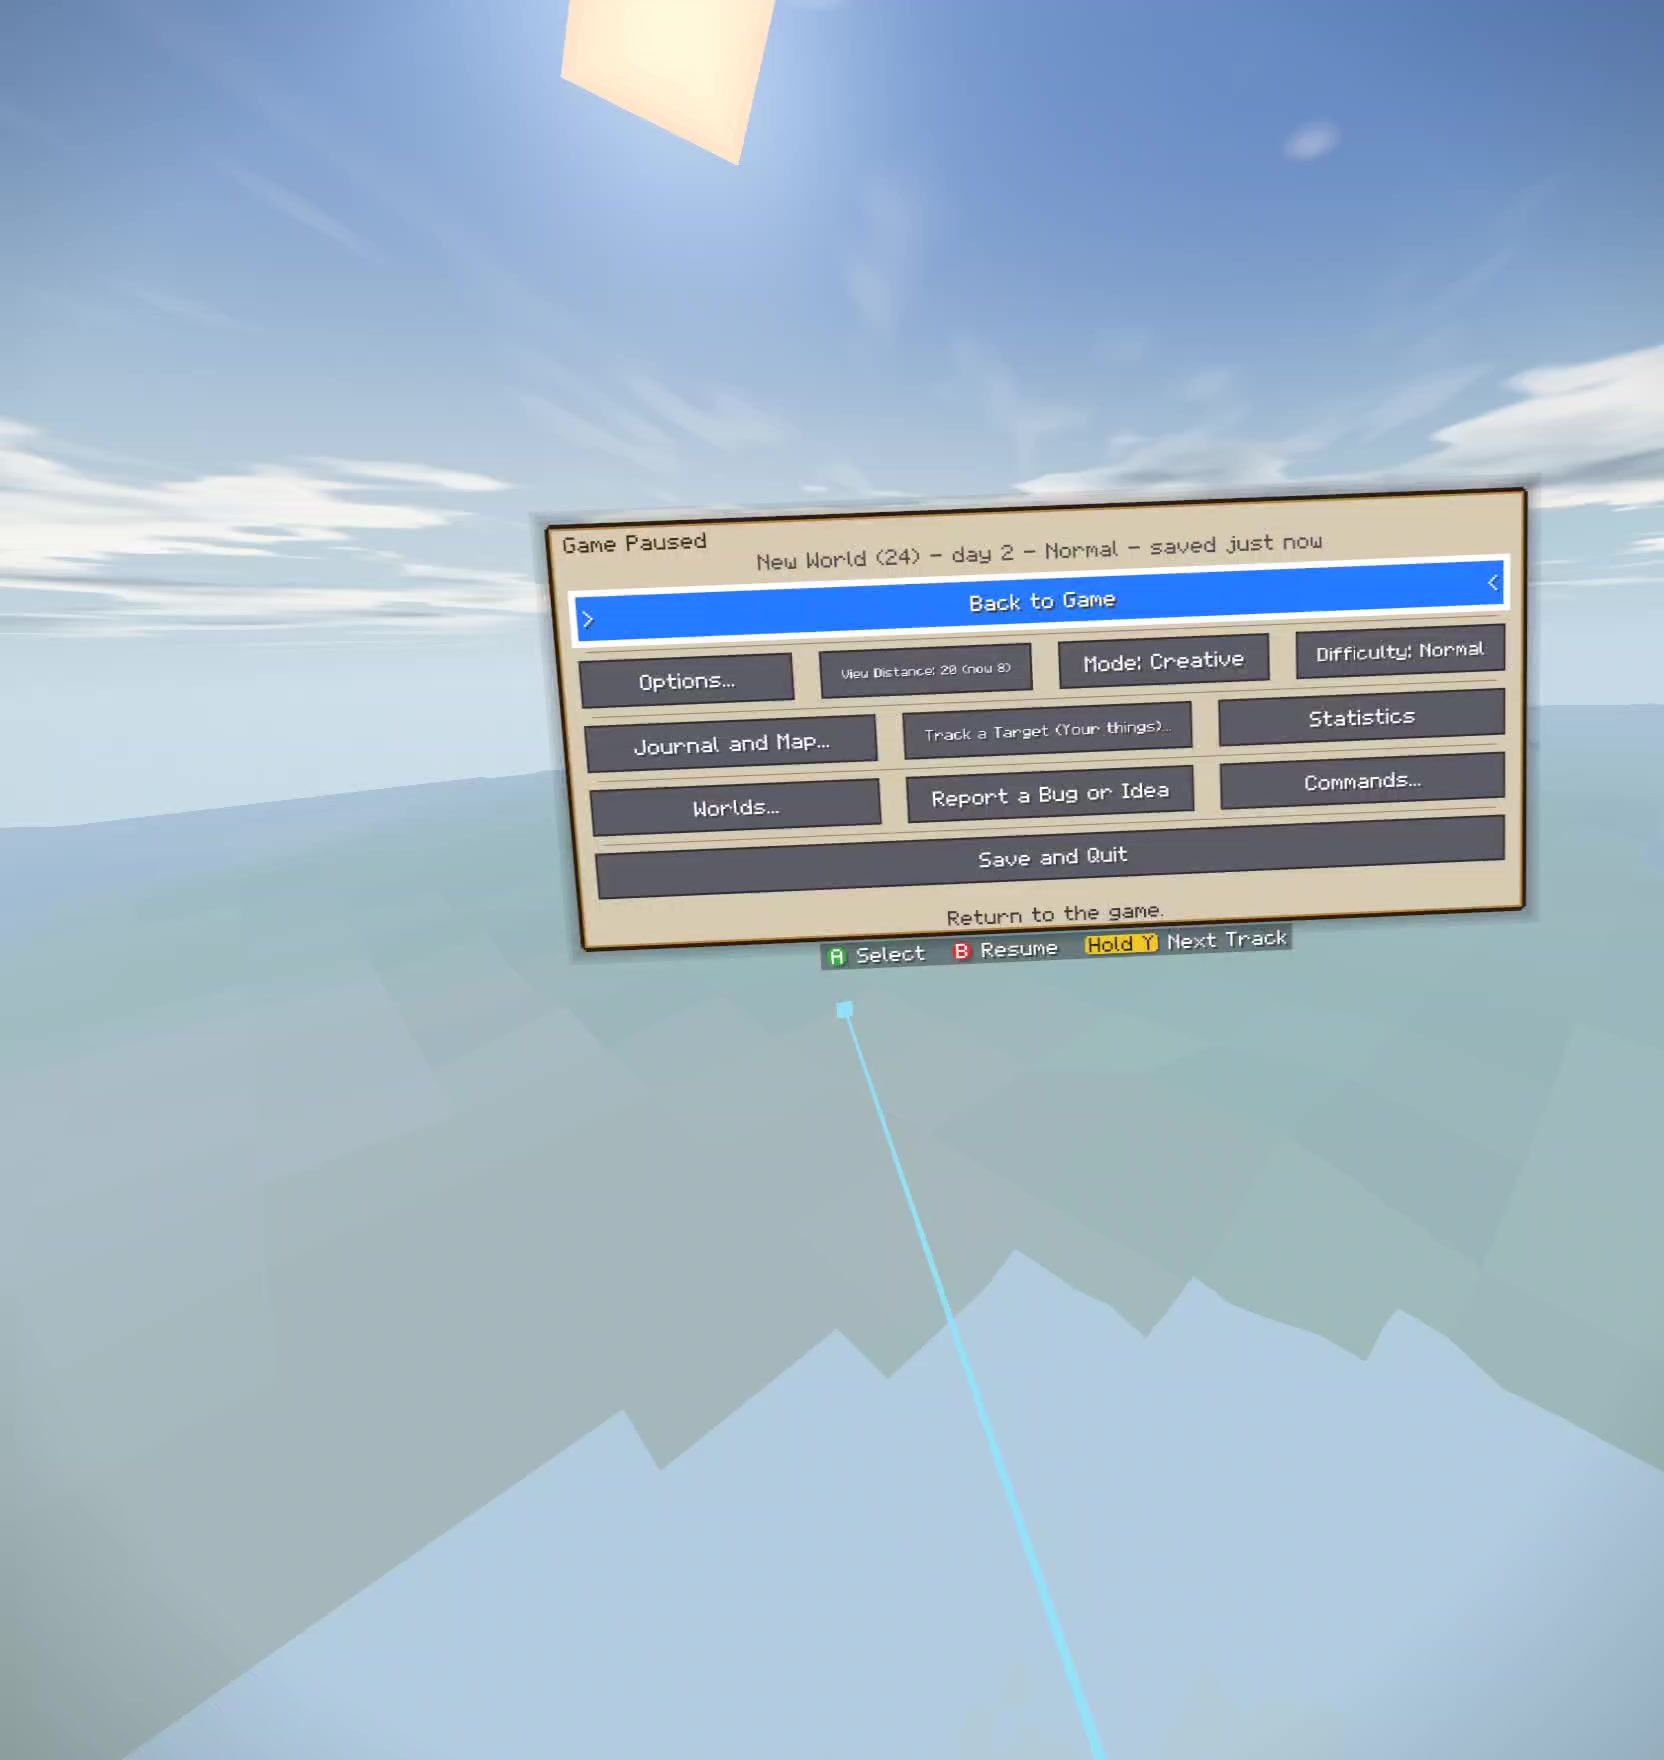 Game Paused
New World (24) - day 2 - Normal - saved just now
> Back to Game <
Options...
View Distance: 20 (now 8)
Mode: Creative
Difficulty: Normal
Journal and Map...
Track a Target (Your things)...
Statistics
Worlds...
Report a Bug or Idea
Commands...
Save and Quit
Return to the game.
A Select B Resume Hold Y Next Track